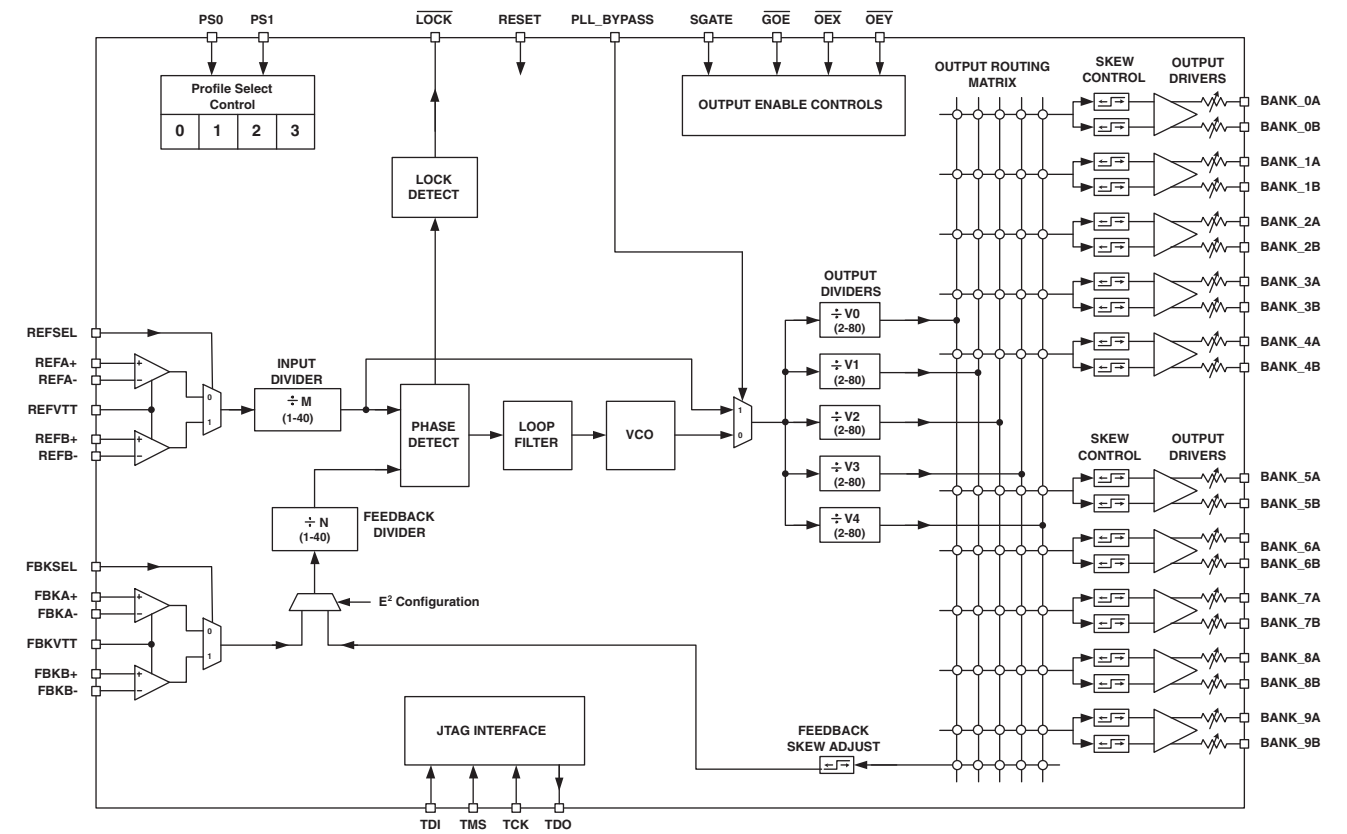 PS0 PS1 LOCK RESET PLL_BYPASS SGATE GOE OEX OEY
Profile Select
Control
0 1 2 3
OUTPUT ENABLE CONTROLS
OUTPUT ROUTING
MATRIX
SKEW
CONTROL
OUTPUT
DRIVERS
BANK_0A
BANK_0B
BANK_1A
BANK_1B
BANK_2A
BANK_2B
BANK_3A
BANK_3B
BANK_4A
BANK_4B
LOCK
DETECT
OUTPUT
DIVIDERS
÷ V0
(2-80)
÷ V1
(2-80)
÷ V2
(2-80)
÷ V3
(2-80)
÷ V4
(2-80)
REFSEL
REFA+
REFA-
REFVTT
REFB+
REFB-
+
−
+
−
0
1
INPUT
DIVIDER
÷ M
(1-40)
PHASE
DETECT
LOOP
FILTER
VCO
1
0
SKEW
CONTROL
OUTPUT
DRIVERS
BANK_5A
BANK_5B
BANK_6A
BANK_6B
BANK_7A
BANK_7B
BANK_8A
BANK_8B
BANK_9A
BANK_9B
÷ N
(1-40)
FEEDBACK
DIVIDER
FBKSEL
FBKA+
FBKA-
FBKVTT
FBKB+
FBKB-
+
−
+
−
0
1
E² Configuration
JTAG INTERFACE
FEEDBACK
SKEW ADJUST
TDI TMS TCK TDO